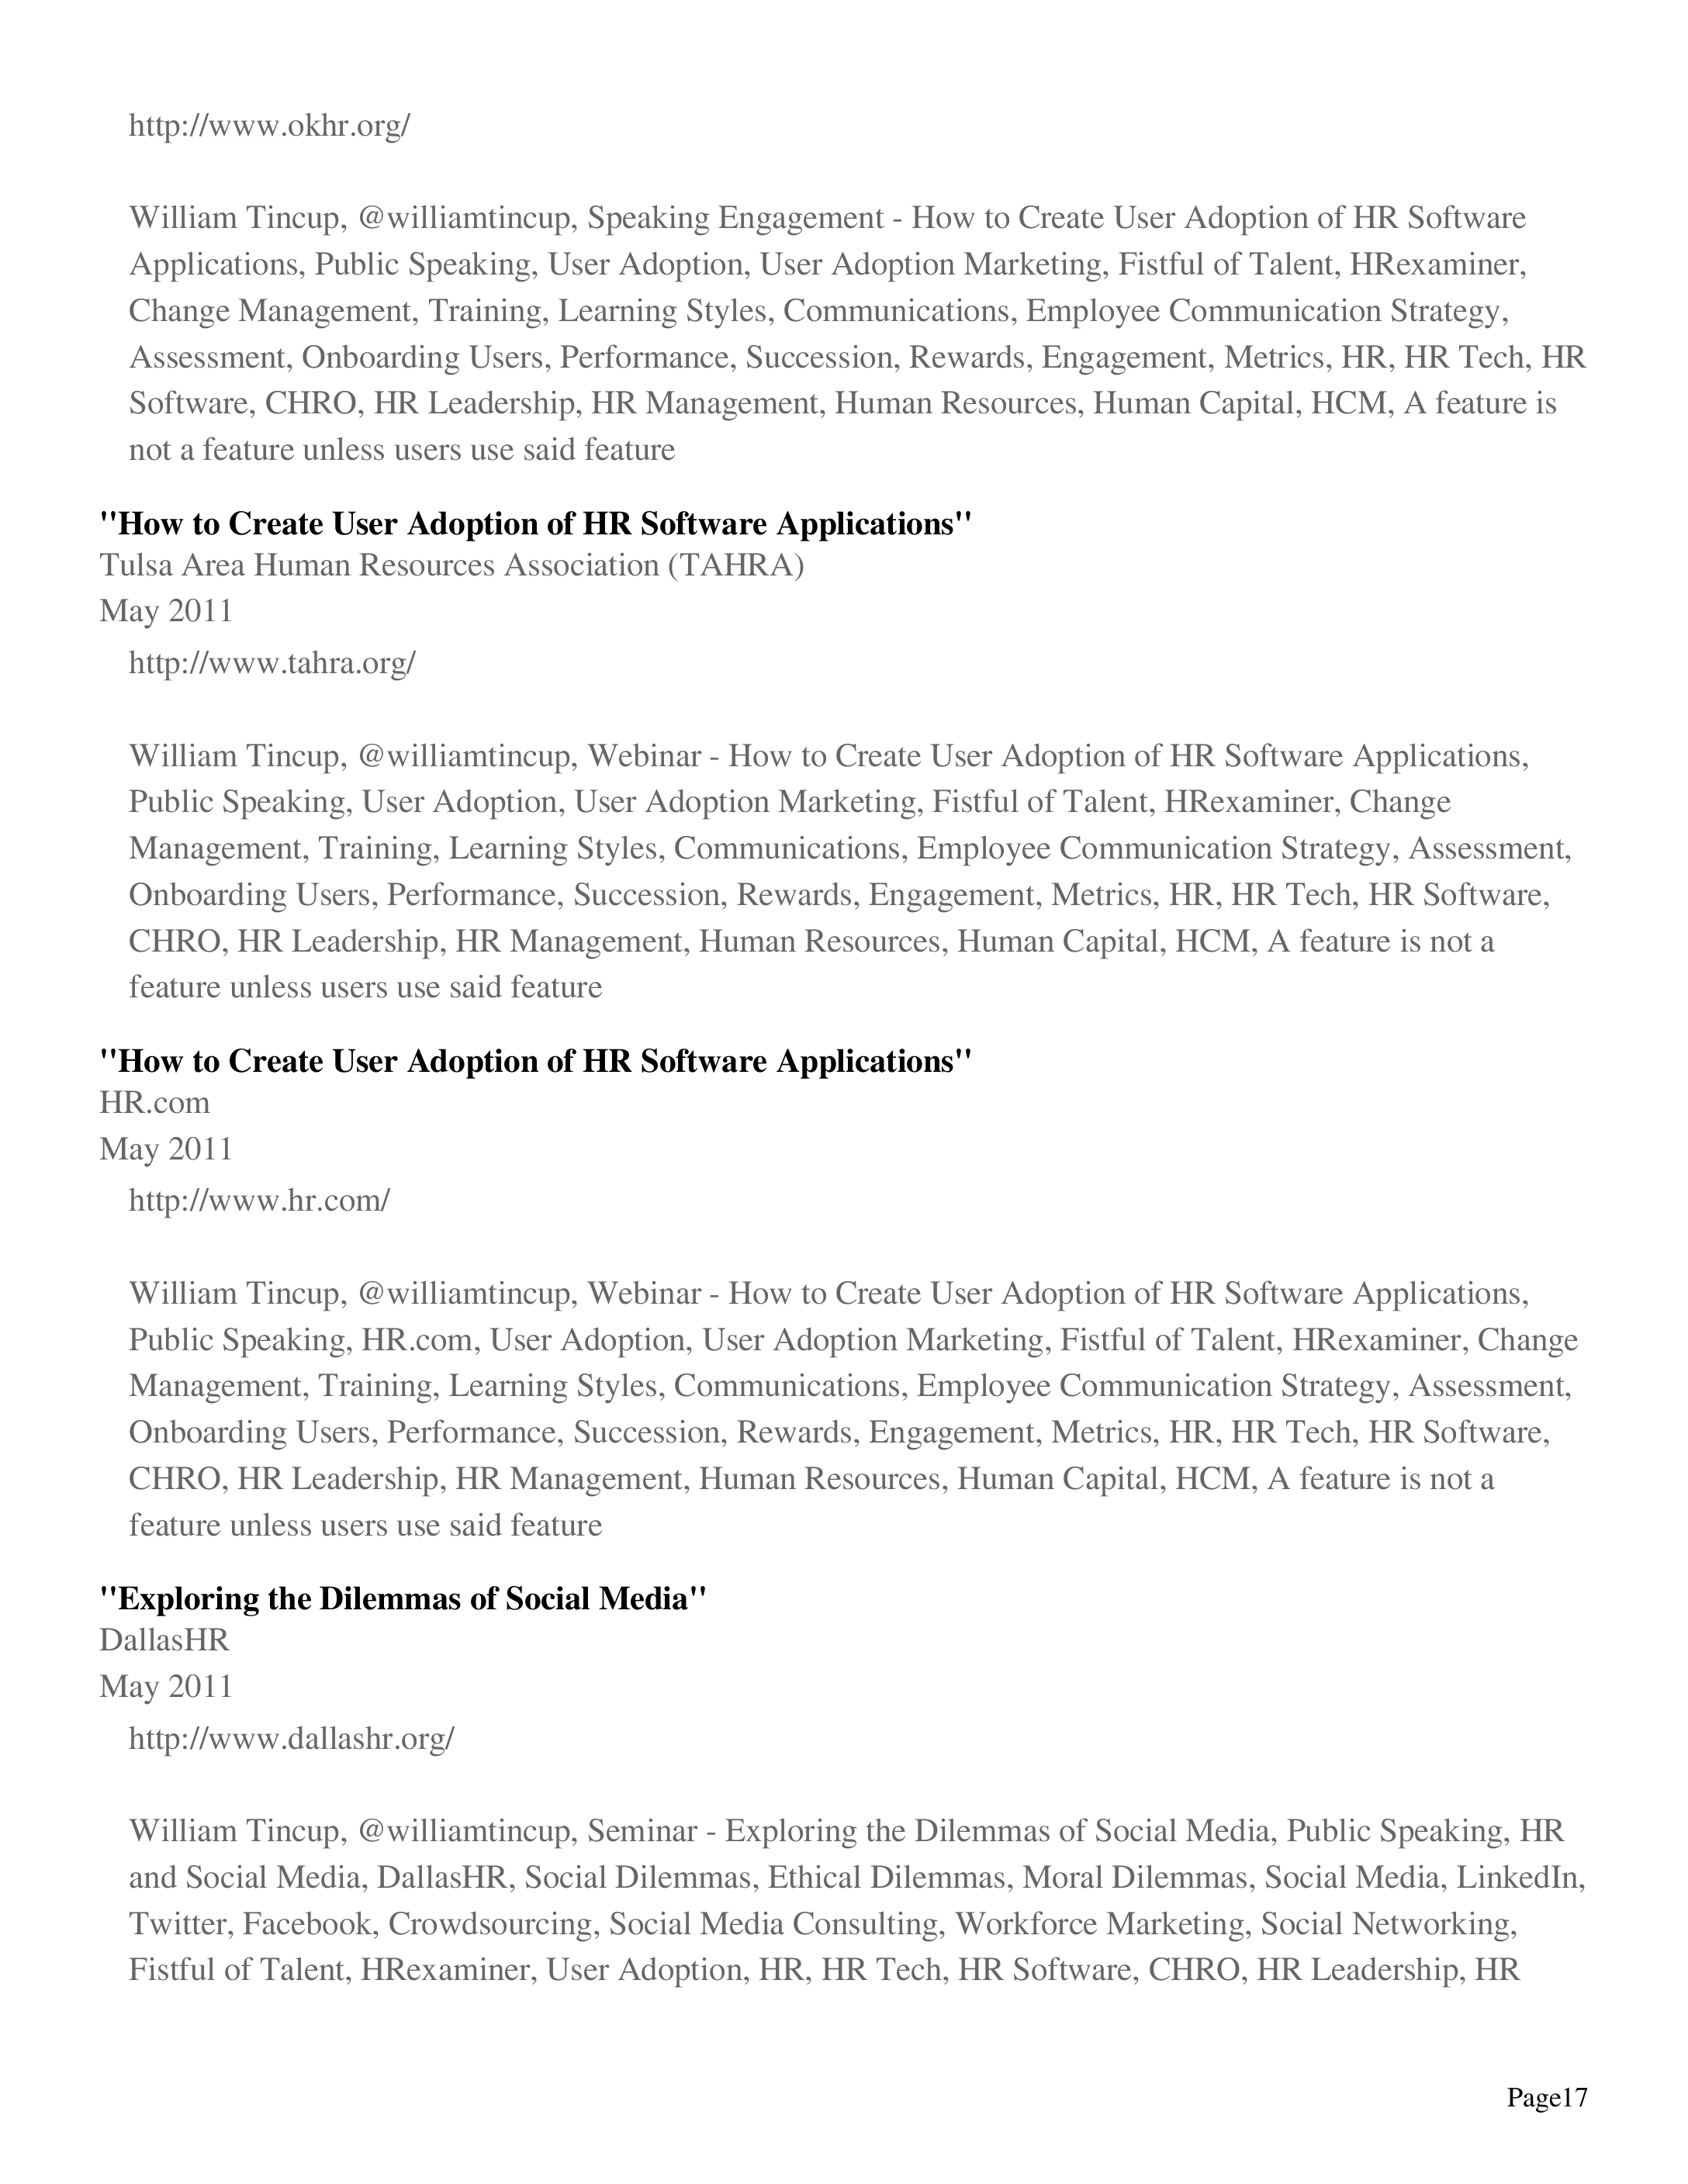 http://www.okhr.org/
William Tincup, @williamtincup, Speaking Engagement - How to Create User Adoption of HR Software
Applications, Public Speaking, User Adoption, User Adoption Marketing, Fistful of Talent, HRexaminer,
Change Management, Training, Learning Styles, Communications, Employee Communication Strategy,
Assessment, Onboarding Users, Performance, Succession, Rewards, Engagement, Metrics, HR, HR Tech, HR
Software, CHRO, HR Leadership, HR Management, Human Resources, Human Capital, HCM, A feature is
not a feature unless users use said feature
"How to Create User Adoption of HR Software Applications"
Tulsa Area Human Resources Association (TAHRA)
May 2011
http://www.tahra.org/
William Tincup, @williamtincup, Webinar - How to Create User Adoption of HR Software Applications,
Public Speaking, User Adoption, User Adoption Marketing, Fistful of Talent, HRexaminer, Change
Management, Training, Learning Styles, Communications, Employee Communication Strategy, Assessment,
Onboarding Users, Performance, Succession, Rewards, Engagement, Metrics, HR, HR Tech, HR Software,
CHRO, HR Leadership, HR Management, Human Resources, Human Capital, HCM, A feature is not a
feature unless users use said feature
"How to Create User Adoption of HR Software Applications"
HR.com
May 2011
http://www.hr.com/
William Tincup, @williamtincup, Webinar - How to Create User Adoption of HR Software Applications,
Public Speaking, HR.com, User Adoption, User Adoption Marketing, Fistful of Talent, HRexaminer, Change
Management, Training, Learning Styles, Communications, Employee Communication Strategy, Assessment,
Onboarding Users, Performance, Succession, Rewards, Engagement, Metrics, HR, HR Tech, HR Software,
CHRO, HR Leadership, HR Management, Human Resources, Human Capital, HCM, A feature is not a
feature unless users use said feature
"Exploring the Dilemmas of Social Media"
DallasHR
May 2011
http://www.dallashr.org/
William Tincup, @williamtincup, Seminar - Exploring the Dilemmas of Social Media, Public Speaking, HR
and Social Media, DallasHR, Social Dilemmas, Ethical Dilemmas, Moral Dilemmas, Social Media, LinkedIn,
Twitter, Facebook, Crowdsourcing, Social Media Consulting, Workforce Marketing, Social Networking,
Fistful of Talent, HRexaminer, User Adoption, HR, HR Tech, HR Software, CHRO, HR Leadership, HR
Page17